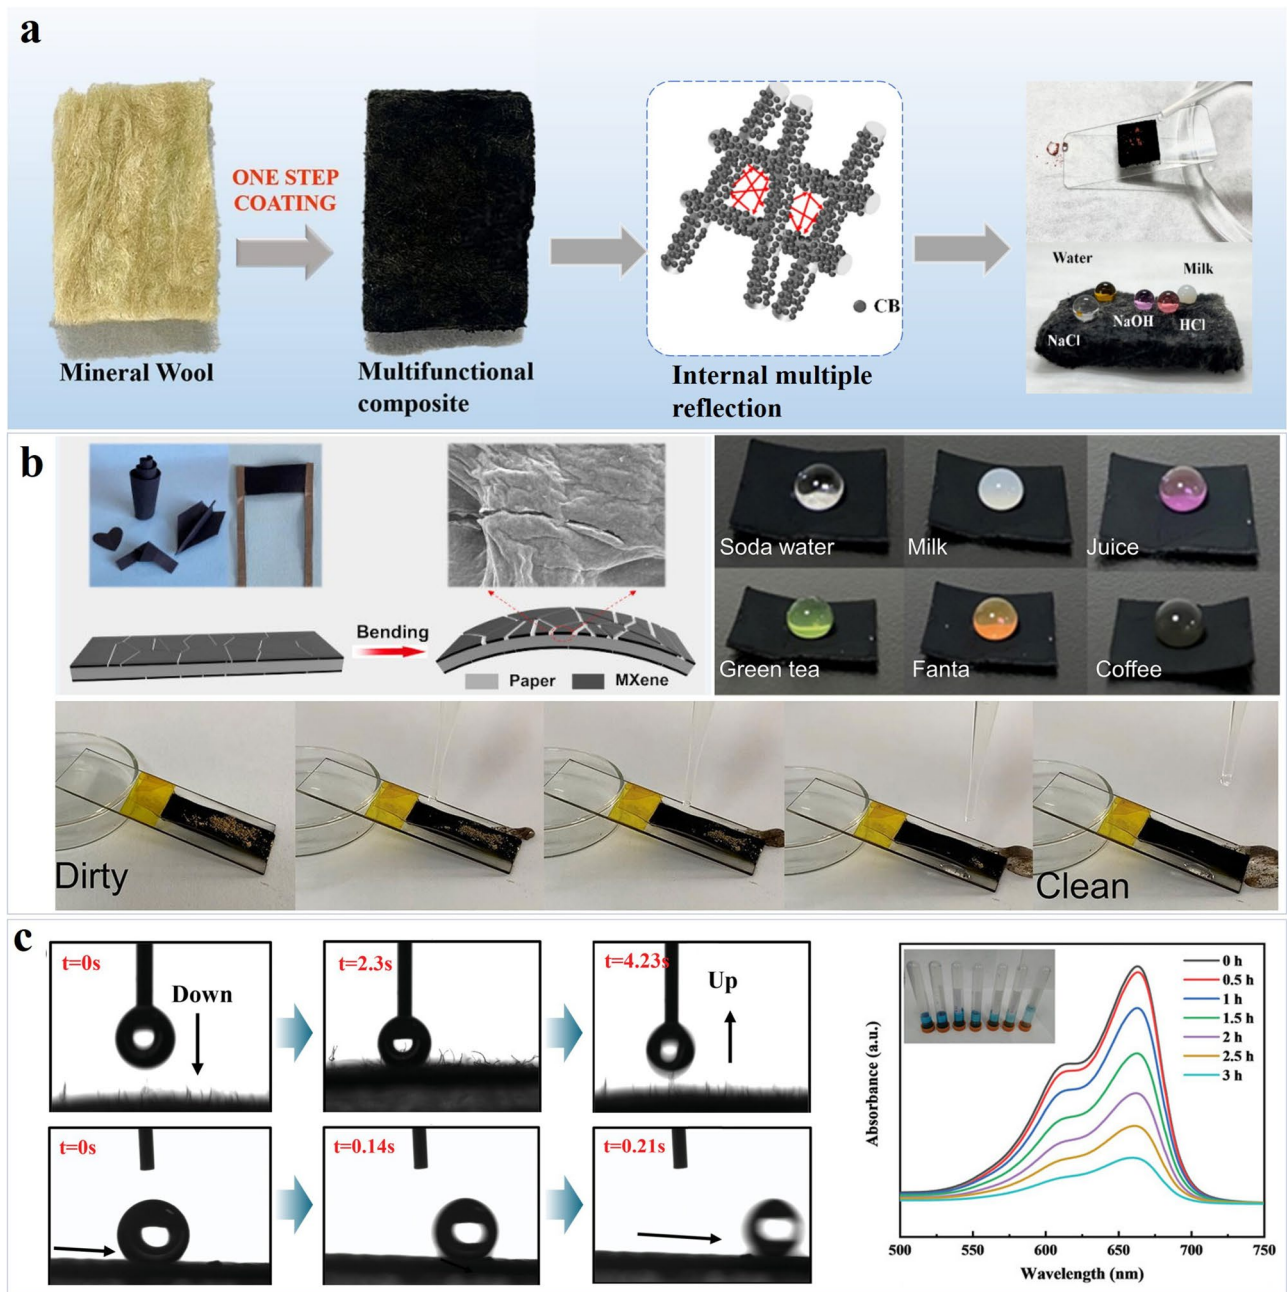 a
ONE STEP
COATING
Mineral Wool
Multifunctional
composite
CB
Internal multiple
reflection
Water
Milk
NaOH
HCl
NaCl
b
Bending
Paper
MXene
Soda water
Milk
Juice
Green tea
Fanta
Coffee
Dirty
Clean
c
t=0s
Down
t=2.3s
t=4.23s
Up
t=0s
t=0.14s
t=0.21s
Absorbance (a.u.)
0 h
0.5 h
1 h
1.5 h
2 h
2.5 h
3 h
500
550
600
650
700
750
Wavelength (nm)